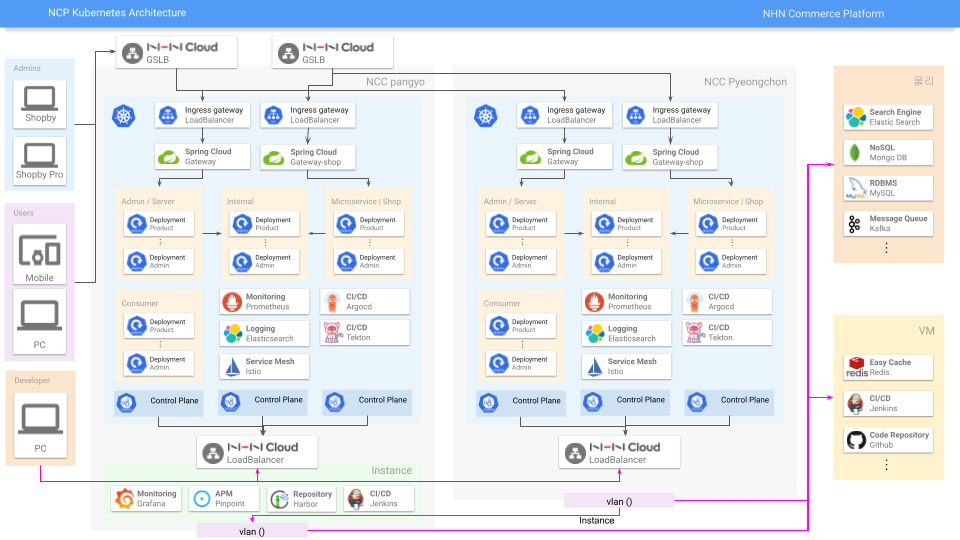 NCP Kubernetes Architecture
NHN Commerce Platform
Admins
Shopby
Shopby Pro
Users
Mobile
PC
Developer
PC
NHN Cloud
GSLB
NHN Cloud
GSLB
NCC pangyo
Ingress gateway
LoadBalancer
Ingress gateway
LoadBalancer
Spring Cloud
Gateway
Spring Cloud
Gateway-shop
Admin / Server
Deployment
Product
⋮
Deployment
Admin
Internal
Deployment
Product
⋮
Deployment
Admin
Microservice | Shop
Deployment
Product
⋮
Deployment
Admin
Consumer
Deployment
Product
⋮
Deployment
Admin
Monitoring
Prometheus
CI/CD
Argocd
Logging
Elasticsearch
CI/CD
Tekton
Service Mesh
Istio
Control Plane
Control Plane
Control Plane
NHN Cloud
LoadBalancer
Instance
Monitoring
Grafana
APM
Pinpoint
Repository
Harbor
CI/CD
Jenkins
vlan ()
NCC Pyeongchon
Ingress gateway
LoadBalancer
Ingress gateway
LoadBalancer
Spring Cloud
Gateway
Spring Cloud
Gateway-shop
Admin / Server
Deployment
Product
⋮
Deployment
Admin
Internal
Deployment
Product
⋮
Deployment
Admin
Microservice | Shop
Deployment
Product
⋮
Deployment
Admin
Consumer
Deployment
Product
⋮
Deployment
Admin
Monitoring
Prometheus
CI/CD
Argocd
Logging
Elasticsearch
CI/CD
Tekton
Service Mesh
Istio
Control Plane
Control Plane
Control Plane
NHN Cloud
LoadBalancer
vlan ()
Instance
물리
Search Engine
Elastic Search
NoSQL
Mongo DB
RDBMS
MySQL
Message Queue
Kafka
⋮
VM
redis
Easy Cache
Redis
CI/CD
Jenkins
Code Repository
Github
⋮